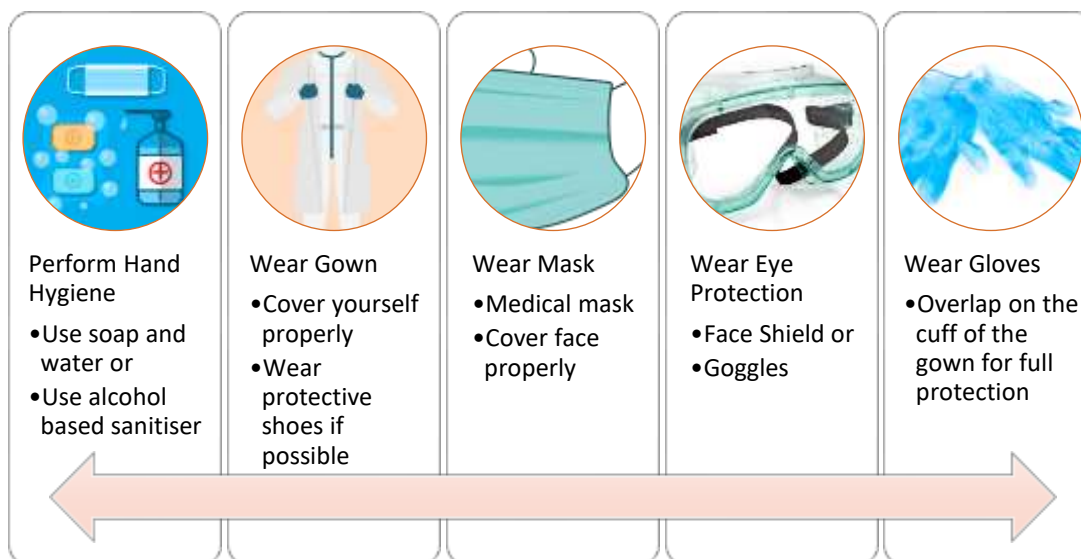 Perform Hand
Hygiene
•Use soap and
water or
•Use alcohol
based sanitiser
Wear Gown
•Cover yourself
properly
•Wear
protective
shoes if
possible
Wear Mask
•Medical mask
•Cover face
properly
Wear Eye
Protection
•Face Shield or
•Goggles
Wear Gloves
•Overlap on the
cuff of the
gown for full
protection